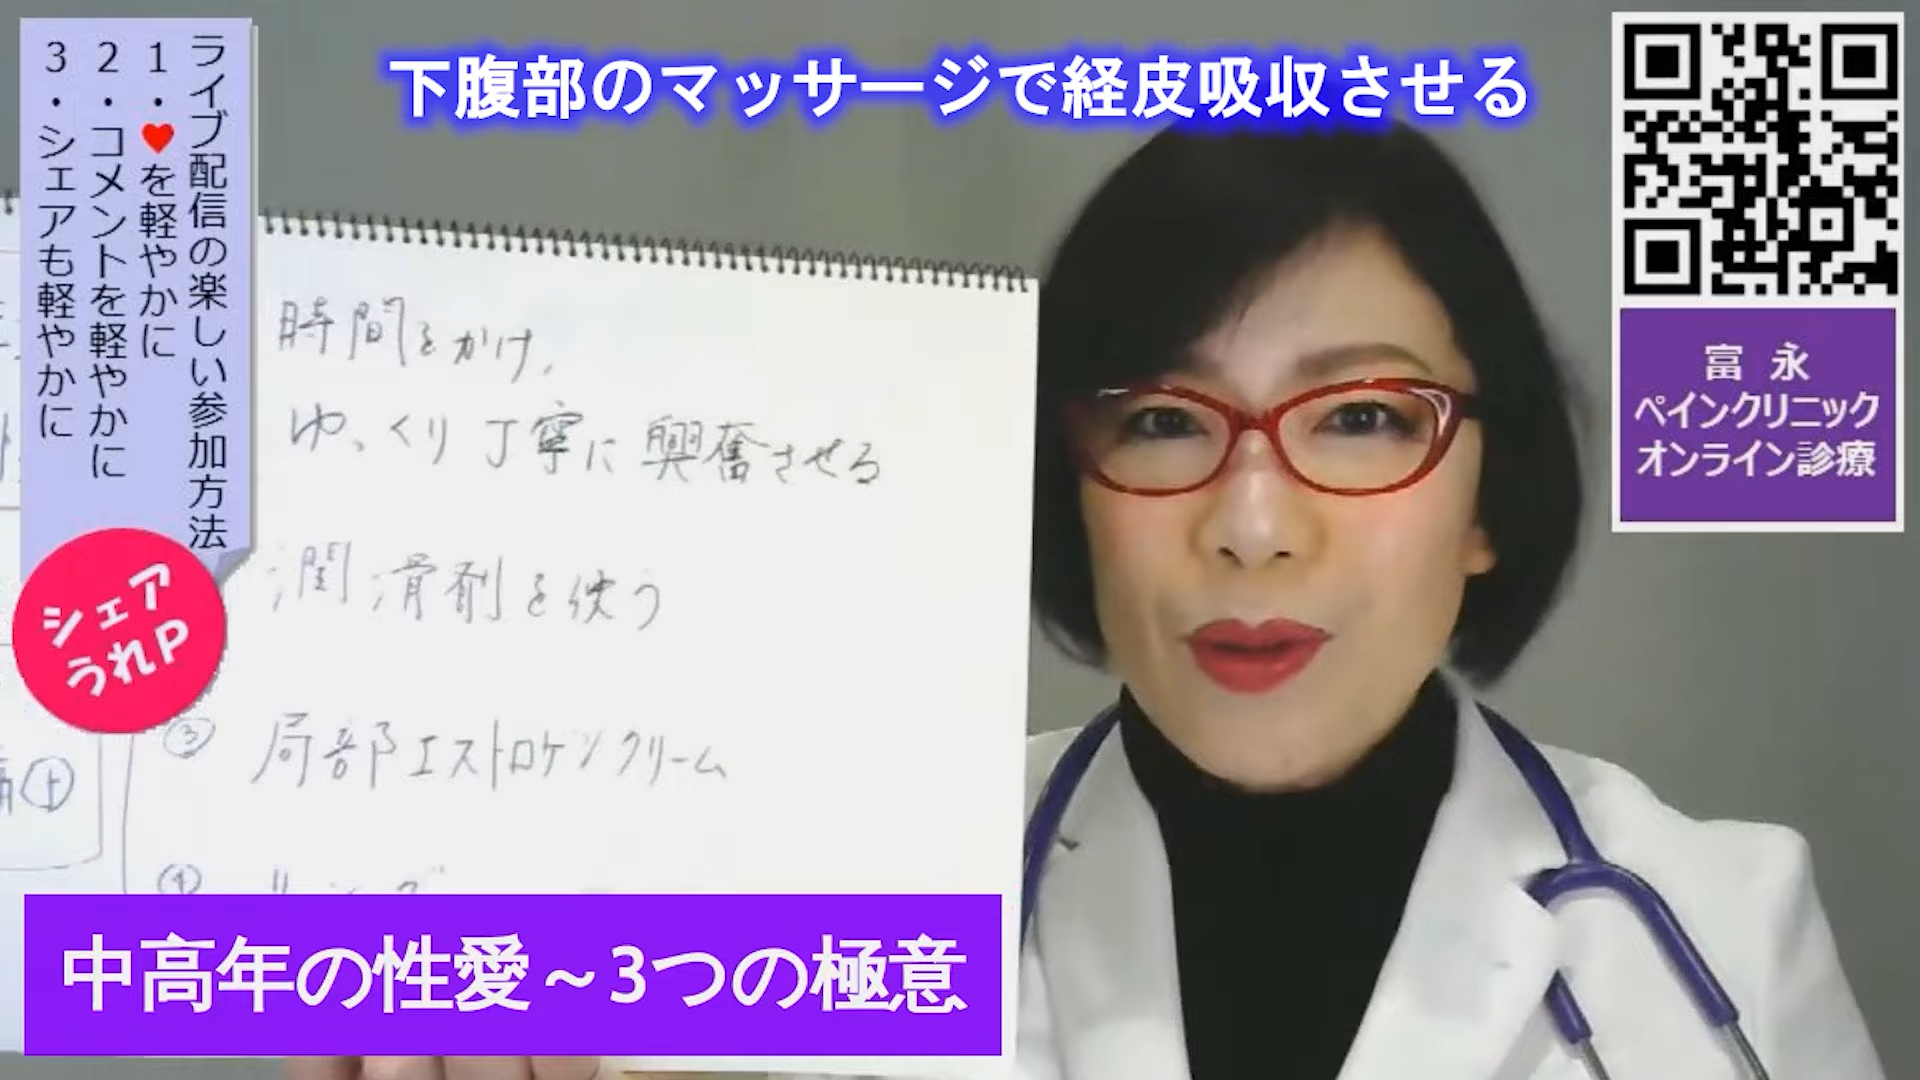 下腹部のマッサージで経皮吸収させる
ライブ配信の楽しい参加方法
1・♥を軽やかに
2・コメントを軽やかに
3・シェアも軽やかに
シェア
うれP
富 永
ペインクリニック
オンライン診療
時間をかけ、
ゆっくり丁寧に興奮させる
潤滑剤を使う
③ 局部エストロゲンクリーム
④
中高年の性愛～3つの極意